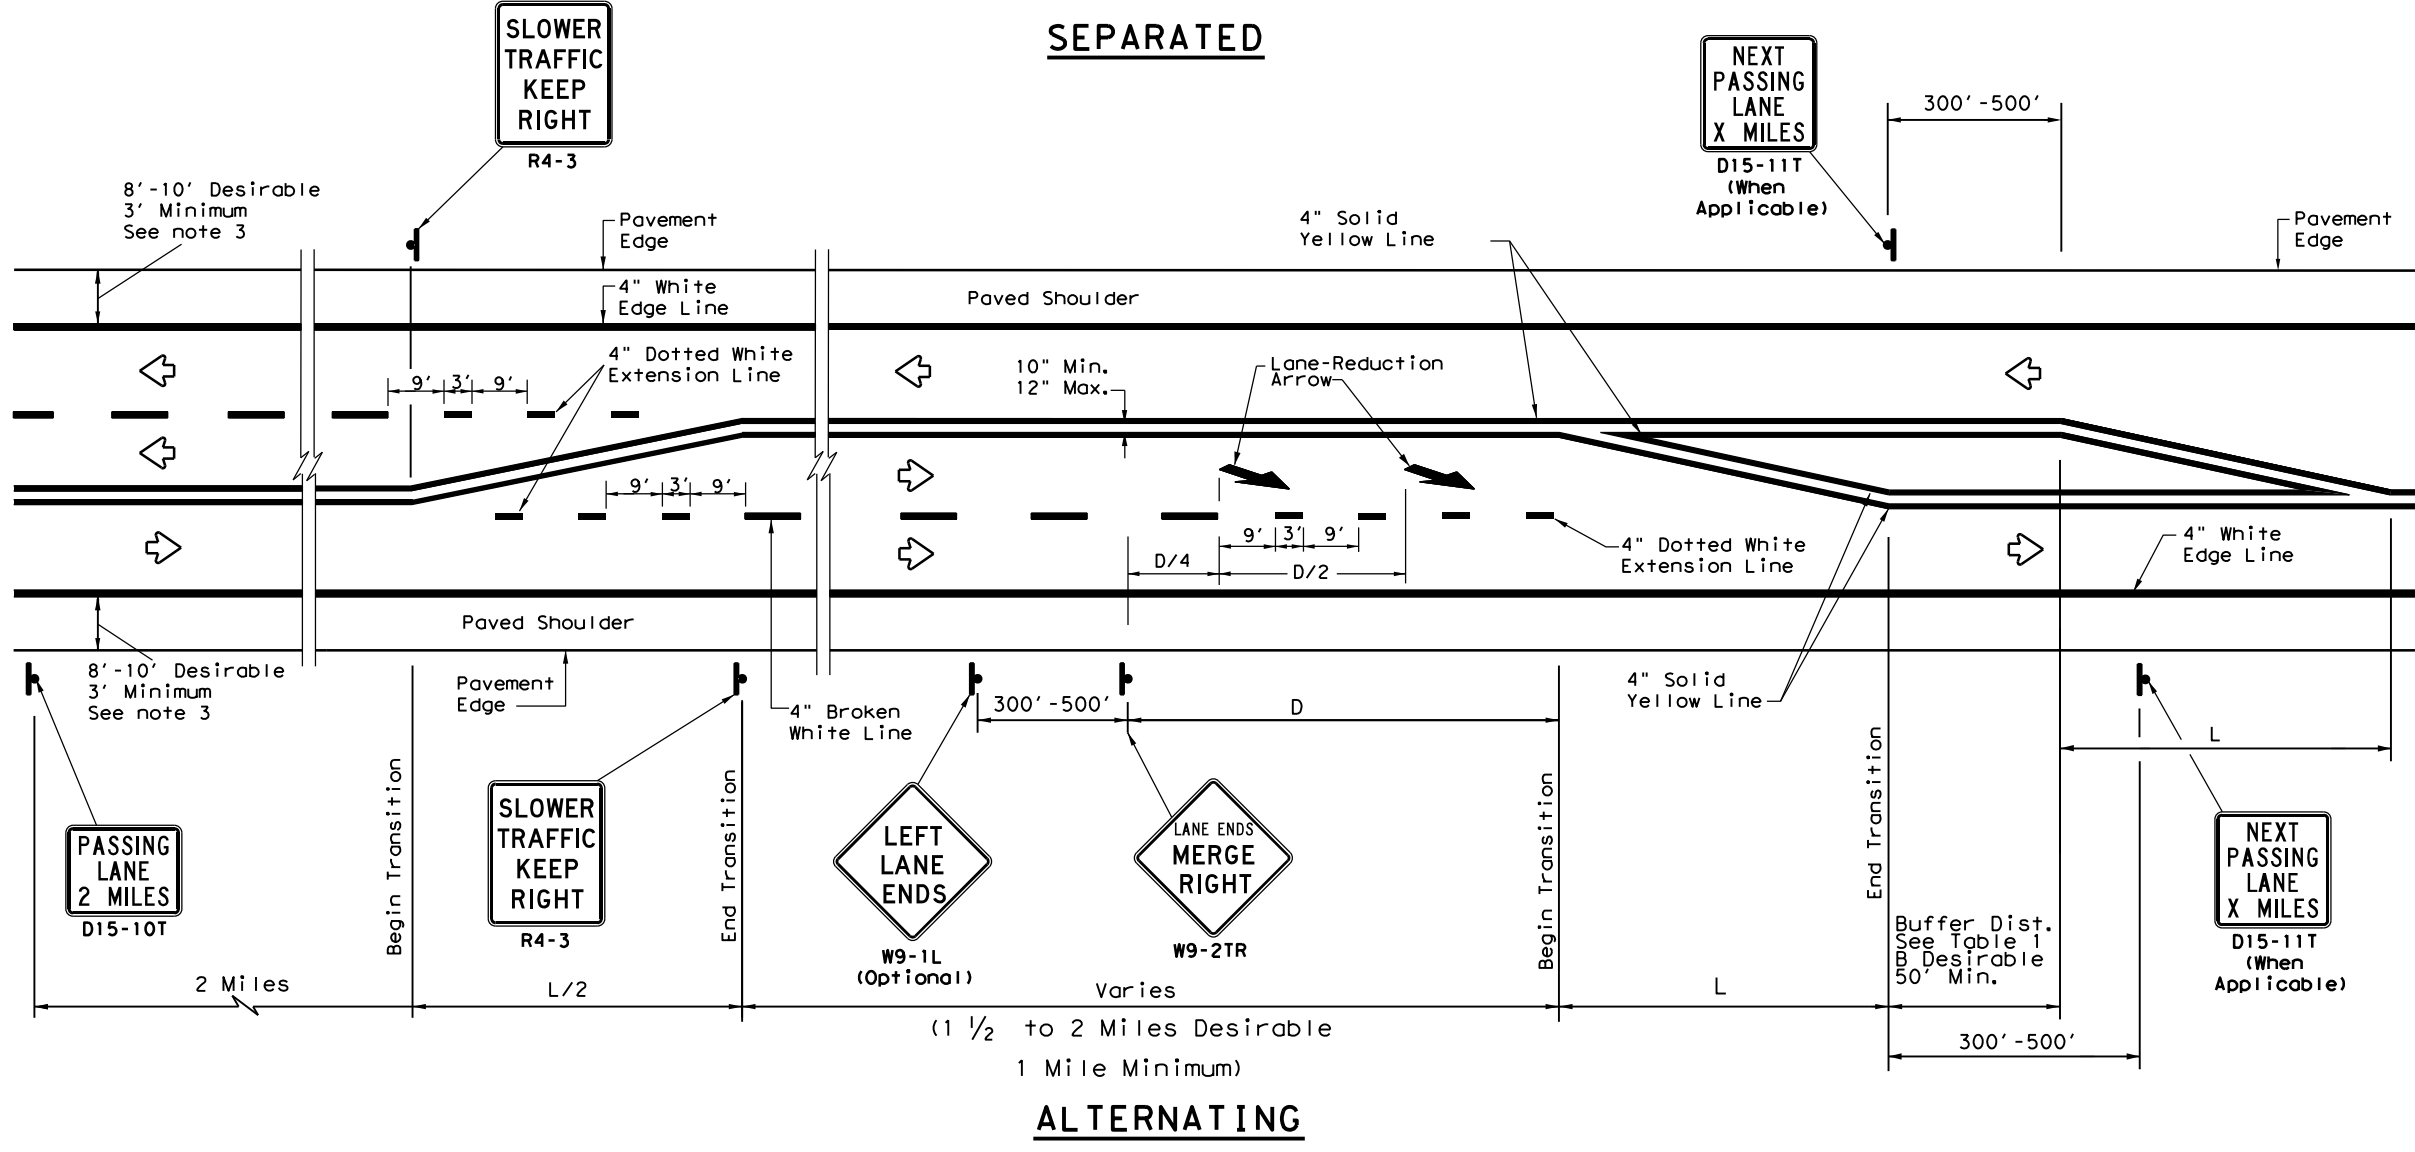 SEPARATED
SLOWER
TRAFFIC
KEEP
RIGHT
R4-3
NEXT
PASSING
LANE
X MILES
D15-11T
(When
Applicable)
300'-500'
8'-10' Desirable
3' Minimum
See note 3
Pavement
Edge
4" Solid
Yellow Line
Pavement
Edge
4" White
Edge Line
Paved Shoulder
4" Dotted White
Extension Line
9'
3'
9'
10" Min.
12" Max.
Lane-Reduction
Arrow
9'
3'
9'
9'
3'
9'
D/4
D/2
4" Dotted White
Extension Line
4" White
Edge Line
Paved Shoulder
8'-10' Desirable
3' Minimum
See note 3
Pavement
Edge
4" Broken
White Line
300'-500'
D
4" Solid
Yellow Line
L
Begin Transition
End Transition
Begin Transition
End Transition
PASSING
LANE
2 MILES
D15-10T
SLOWER
TRAFFIC
KEEP
RIGHT
R4-3
LEFT
LANE
ENDS
W9-1L
(Optional)
LANE ENDS
MERGE
RIGHT
W9-2TR
NEXT
PASSING
LANE
X MILES
D15-11T
(When
Applicable)
Buffer Dist.
See Table 1
B Desirable
50' Min.
2 Miles
L/2
Varies
(1 1/2 to 2 Miles Desirable
1 Mile Minimum)
L
300'-500'
ALTERNATING